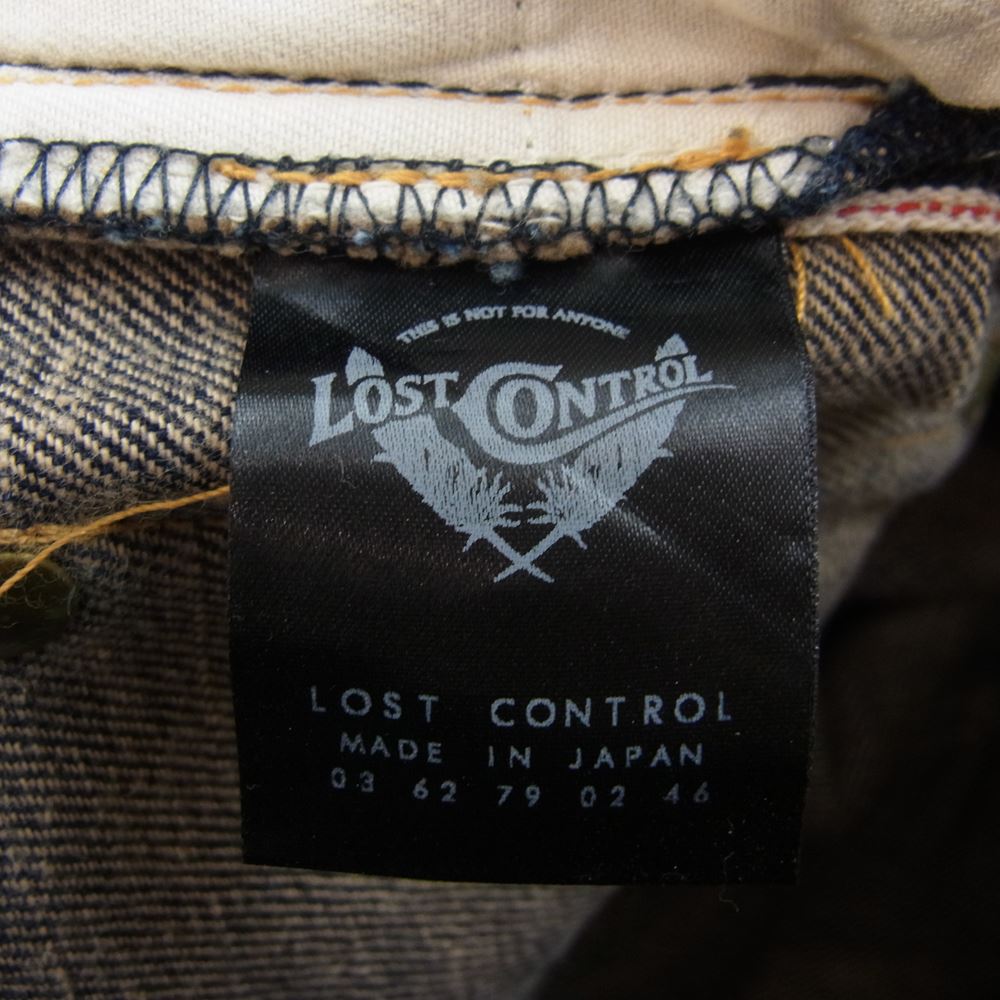 THIS IS NOT FOR ANYONE
LOST CONTROL
LOST CONTROL
MADE IN JAPAN
03 62 79 02 46